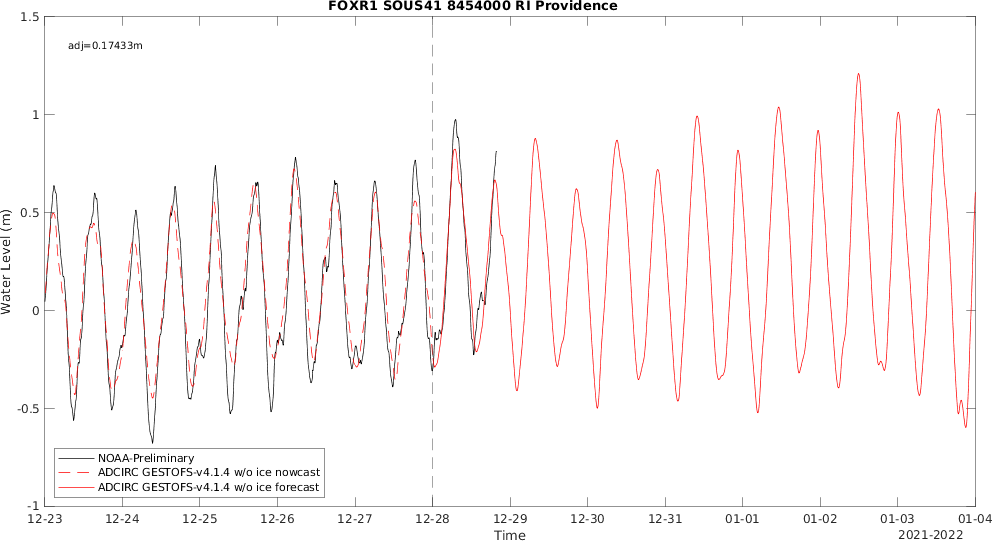 FOXR1 SOUS41 8454000 RI Providence
adj=0.17433m
1.5
1
0.5
0
-0.5
-1
Water Level (m)
NOAA-Preliminary
ADCIRC GESTOFS-v4.1.4 w/o ice nowcast
ADCIRC GESTOFS-v4.1.4 w/o ice forecast
12-23 12-24 12-25 12-26 12-27 12-28 12-29 12-30 12-31 01-01 01-02 01-03 01-04
Time
2021-2022